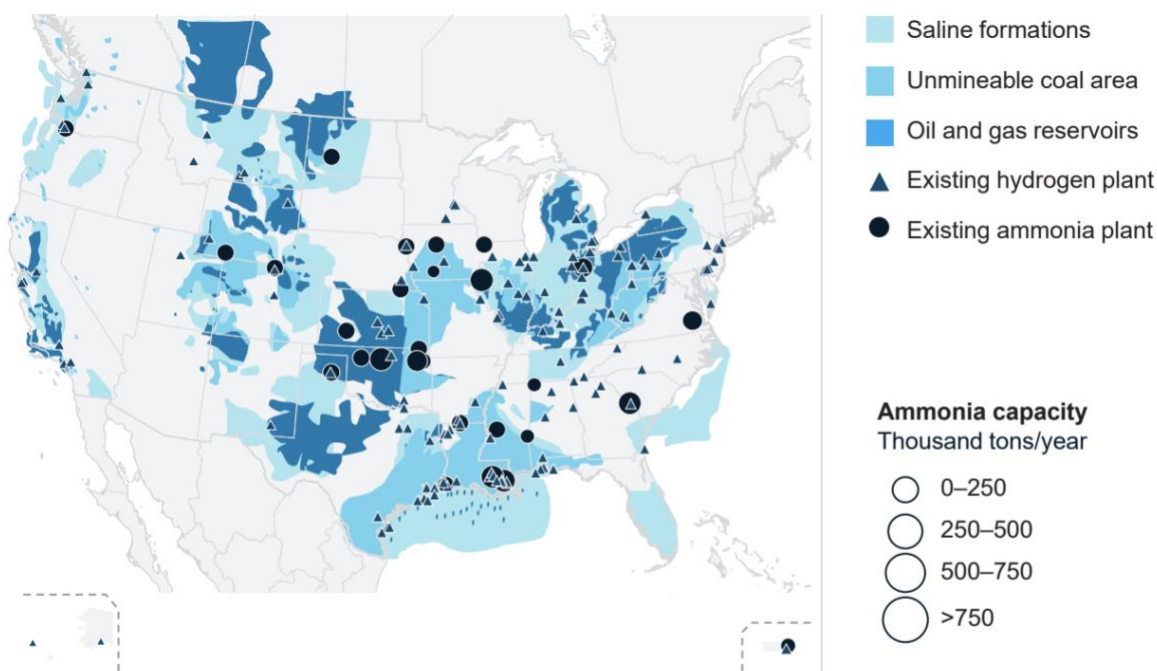 Saline formations
Unmineable coal area
Oil and gas reservoirs
Existing hydrogen plant
Existing ammonia plant
Ammonia capacity
Thousand tons/year
0–250
250–500
500–750
>750